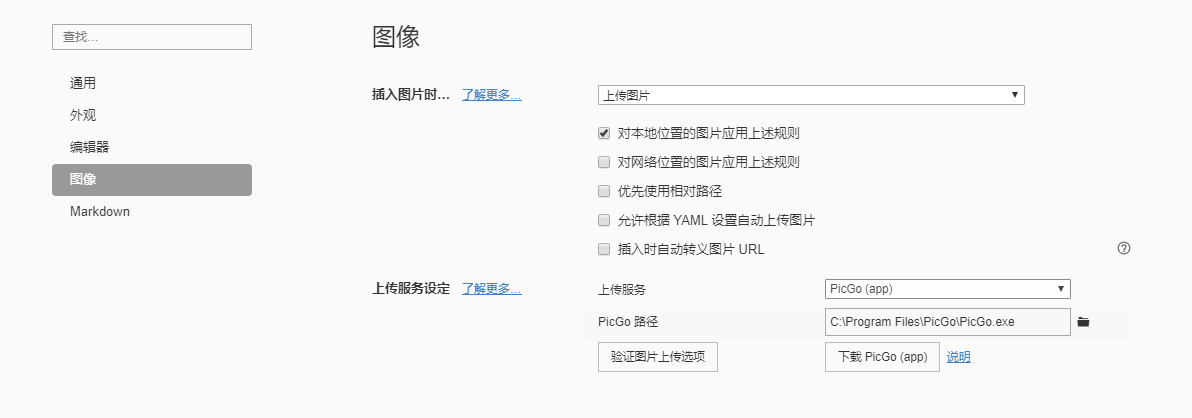 查找...
通用
外观
编辑器
图像
Markdown
图像
插入图片时... 了解更多... 上传图片
对本地位置的图片应用上述规则
对网络位置的图片应用上述规则
优先使用相对路径
允许根据 YAML 设置自动上传图片
插入时自动转义图片 URL
上传服务设定 了解更多... 上传服务 PicGo (app)
PicGo 路径 C:\Program Files\PicGo\PicGo.exe
验证图片上传选项 下载 PicGo (app) 说明